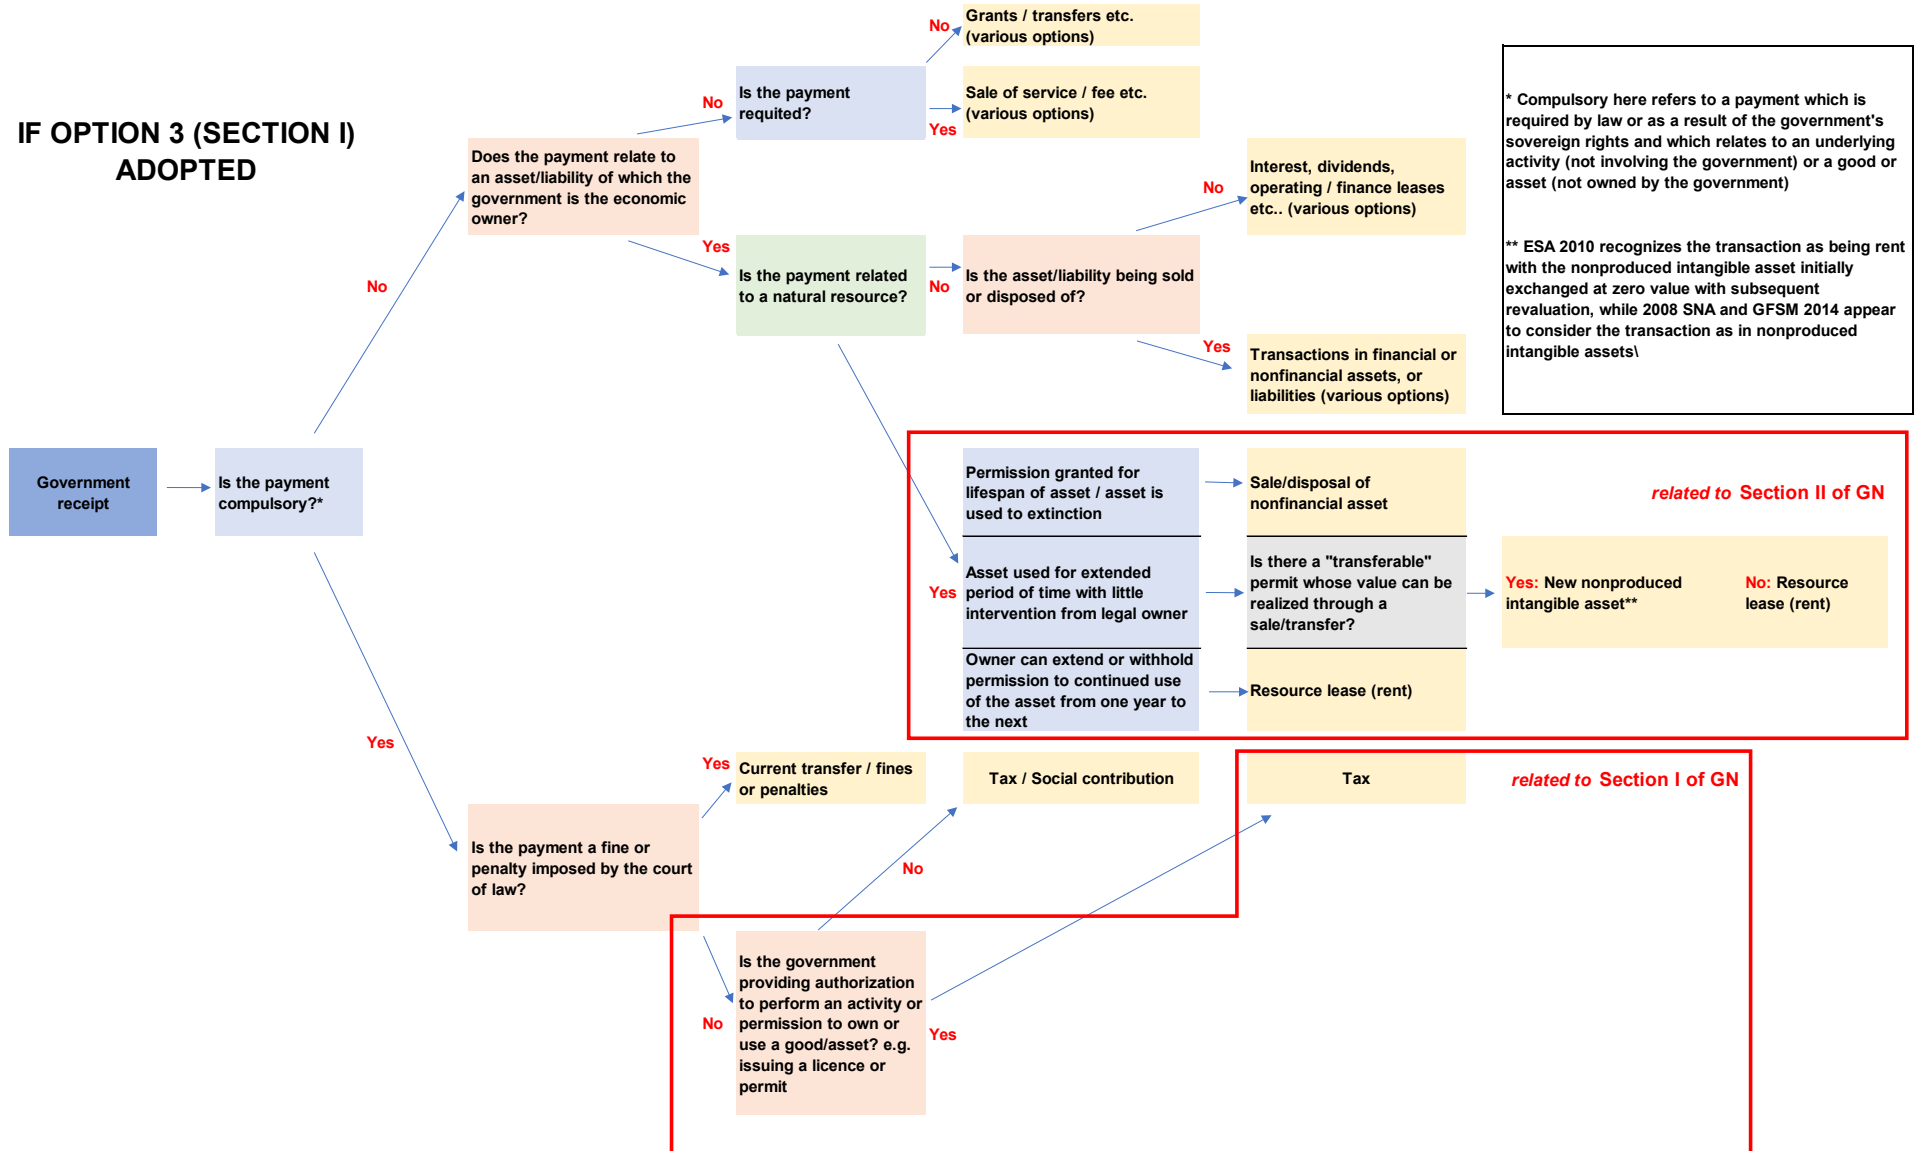 IF OPTION 3 (SECTION I)
ADOPTED
No
Grants / transfers etc.
(various options)
No
Is the payment
requited?
Yes
Sale of service / fee etc.
(various options)
Does the payment relate to
an asset/liability of which the
government is the economic
owner?
No
Interest, dividends,
operating / finance leases
etc.. (various options)
Yes
Is the payment related
to a natural resource?
No
Is the asset/liability being sold
or disposed of?
Yes
Transactions in financial or
nonfinancial assets, or
liabilities (various options)
* Compulsory here refers to a payment which is
required by law or as a result of the government's
sovereign rights and which relates to an underlying
activity (not involving the government) or a good or
asset (not owned by the government)
** ESA 2010 recognizes the transaction as being rent
with the nonproduced intangible asset initially
exchanged at zero value with subsequent
revaluation, while 2008 SNA and GFSM 2014 appear
to consider the transaction as in nonproduced
intangible assets\
No
Government
receipt
Is the payment
compulsory?*
Permission granted for
lifespan of asset / asset is
used to extinction
Sale/disposal of
nonfinancial asset
related to Section II of GN
Yes
Asset used for extended
period of time with little
intervention from legal owner
Is there a "transferable"
permit whose value can be
realized through a
sale/transfer?
Yes: New nonproduced
intangible asset**
No: Resource
lease (rent)
Owner can extend or withhold
permission to continued use
of the asset from one year to
the next
Resource lease (rent)
Yes
Yes
Current transfer / fines
or penalties
Tax / Social contribution
Tax
related to Section I of GN
Is the payment a fine or
penalty imposed by the court
of law?
No
No
Is the government
providing authorization
to perform an activity or
permission to own or
use a good/asset? e.g.
issuing a licence or
permit
Yes